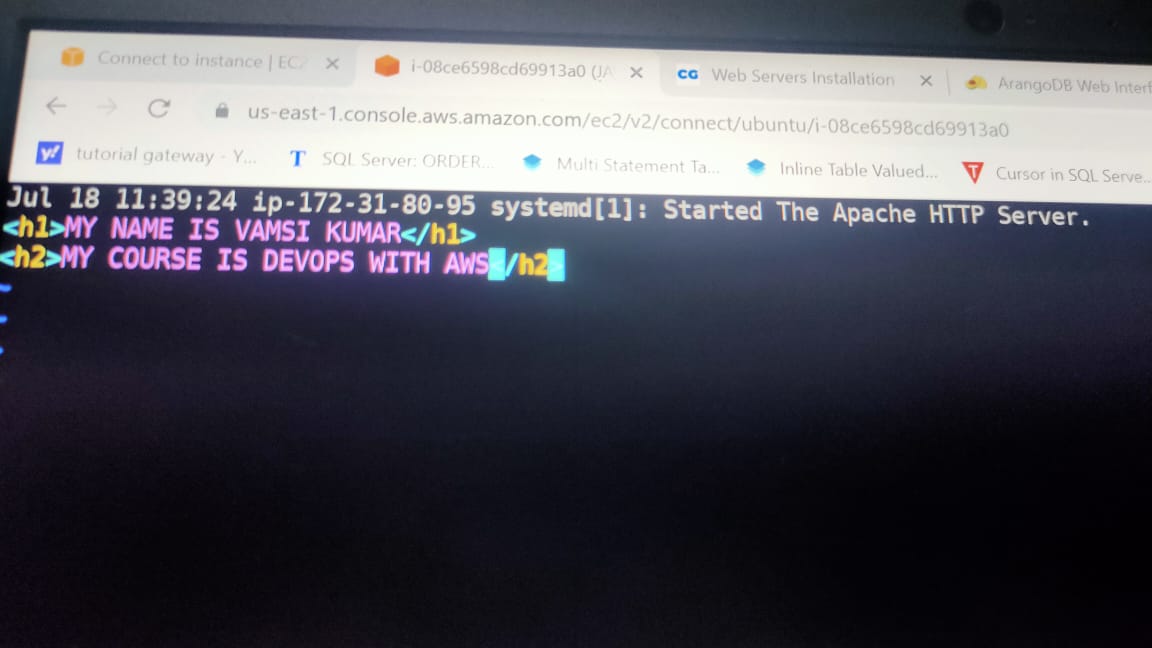 Connect to instance | EC
i-08ce6598cd69913a0 (JA
CG Web Servers Installation
ArangoDB Web Interf
us-east-1.console.aws.amazon.com/ec2/v2/connect/ubuntu/i-08ce6598cd69913a0
y! tutorial gateway - Y...
T SQL Server: ORDER...
Multi Statement Ta...
Inline Table Valued...
T Cursor in SQL Serve...
Jul 18 11:39:24 ip-172-31-80-95 systemd[1]: Started The Apache HTTP Server.
<h1>MY NAME IS VAMSI KUMAR</h1>
<h2>MY COURSE IS DEVOPS WITH AWS</h2>
~
~
~